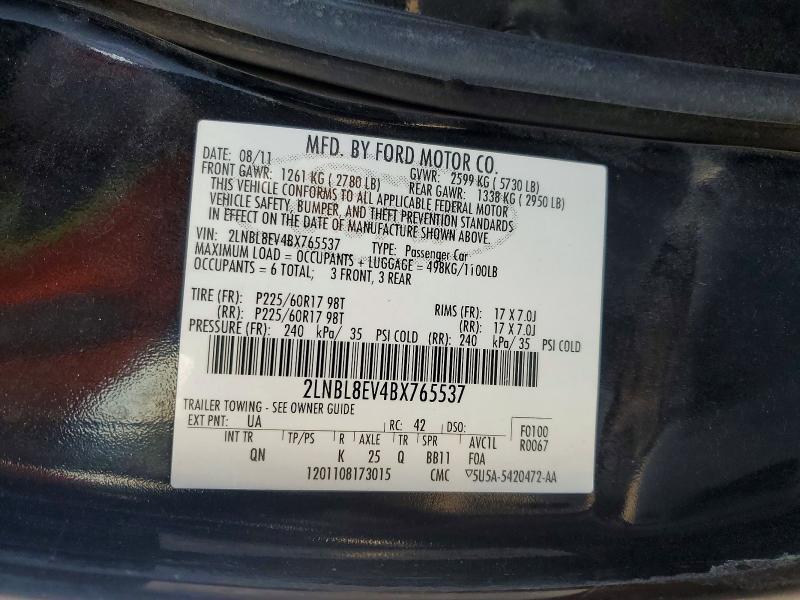 MFD. BY FORD MOTOR CO.
DATE: 08/11 GVWR: 2599 KG ( 5730 LB)
FRONT GAWR: 1261 KG ( 2780 LB) REAR GAWR: 1338 KG ( 2950 LB)
THIS VEHICLE CONFORMS TO ALL APPLICABLE FEDERAL MOTOR
VEHICLE SAFETY, BUMPER, AND THEFT PREVENTION STANDARDS
IN EFFECT ON THE DATE OF MANUFACTURE SHOWN ABOVE.
VIN: 2LNBL8EV4BX765537 TYPE: Passenger Car
MAXIMUM LOAD = OCCUPANTS + LUGGAGE = 498KG/1100LB
OCCUPANTS = 6 TOTAL; 3 FRONT, 3 REAR
TIRE (FR): P225/60R17 98T RIMS (FR): 17 X 7.0J
(RR): P225/60R17 98T (RR): 17 X 7.0J
PRESSURE (FR): 240 kPa/ 35 PSI COLD (RR): 240 kPa/ 35 PSI COLD
2LNBL8EV4BX765537
TRAILER TOWING - SEE OWNER GUIDE
EXT PNT: UA RC: 42 DSO: F0100
R0067
INT TR TP/PS R AXLE TR SPR AVC1L
QN K 25 Q BB11 FOA
1201108173015 CMC ▽5U5A-5420472-AA